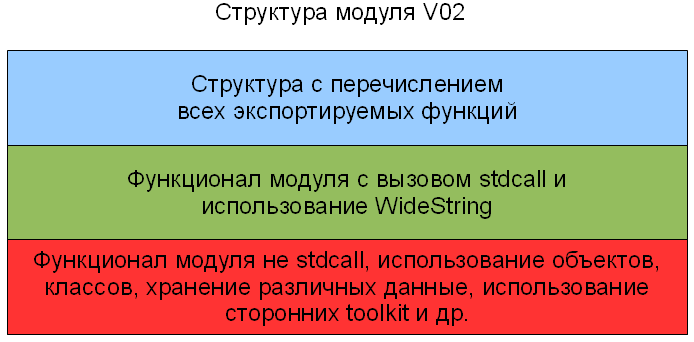 Структура модуля V02
Структура с перечислением
всех экспортируемых функций
Функционал модуля с вызовом stdcall и
использование WideString
Функционал модуля не stdcall, использование объектов,
классов, хранение различных данные, использование
сторонних toolkit и др.